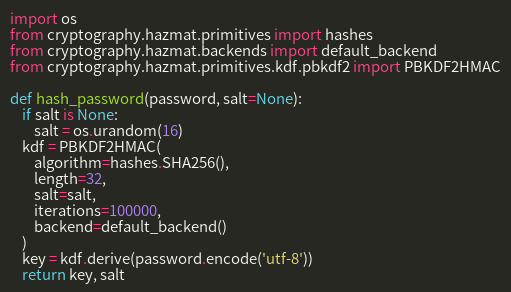 import os
from cryptography.hazmat.primitives import hashes
from cryptography.hazmat.backends import default_backend
from cryptography.hazmat.primitives.kdf.pbkdf2 import PBKDF2HMAC

def hash_password(password, salt=None):
    if salt is None:
        salt = os.urandom(16)
    kdf = PBKDF2HMAC(
        algorithm=hashes.SHA256(),
        length=32,
        salt=salt,
        iterations=100000,
        backend=default_backend()
    )
    key = kdf.derive(password.encode('utf-8'))
    return key, salt